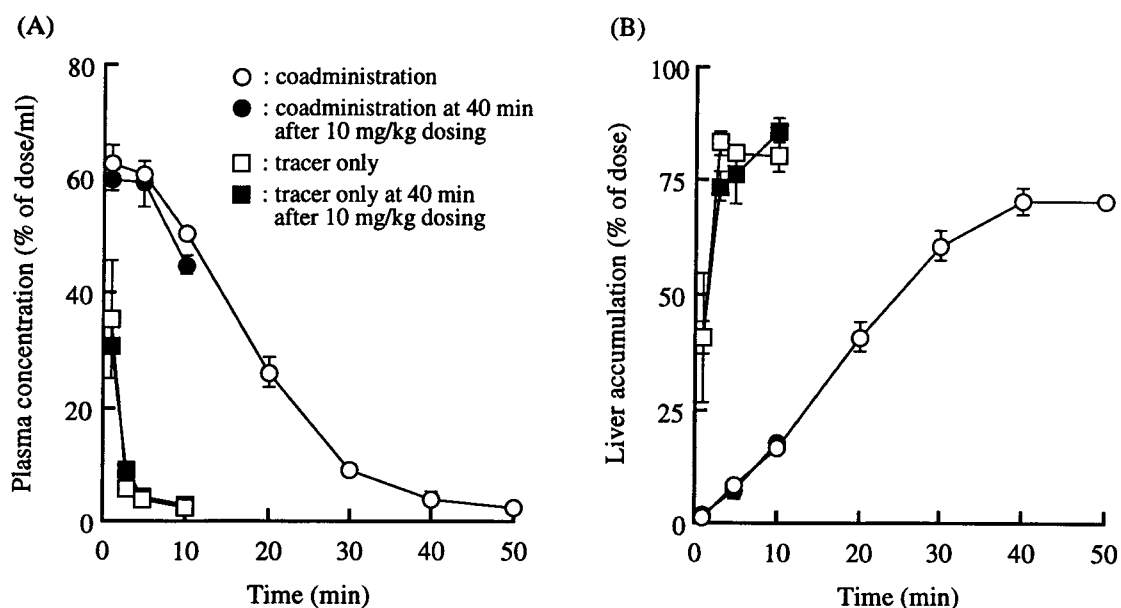 (A)
80
60
40
20
0
0 10 20 30 40 50
Plasma concentration (% of dose/ml)
Time (min)
: coadministration
: coadministration at 40 min
after 10 mg/kg dosing
: tracer only
: tracer only at 40 min
after 10 mg/kg dosing
(B)
100
75
50
25
0
0 10 20 30 40 50
Liver accumulation (% of dose)
Time (min)